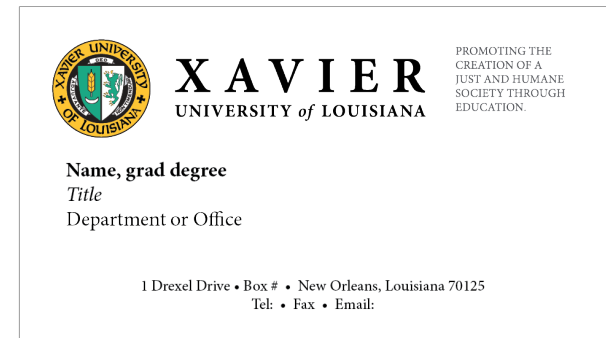 XAVIER UNIVERSITY
OF LOUISIANA
XAVIER
UNIVERSITY of LOUISIANA
PROMOTING THE
CREATION OF A
JUST AND HUMANE
SOCIETY THROUGH
EDUCATION.
Name, grad degree
Title
Department or Office
1 Drexel Drive • Box # • New Orleans, Louisiana 70125
Tel: • Fax • Email: